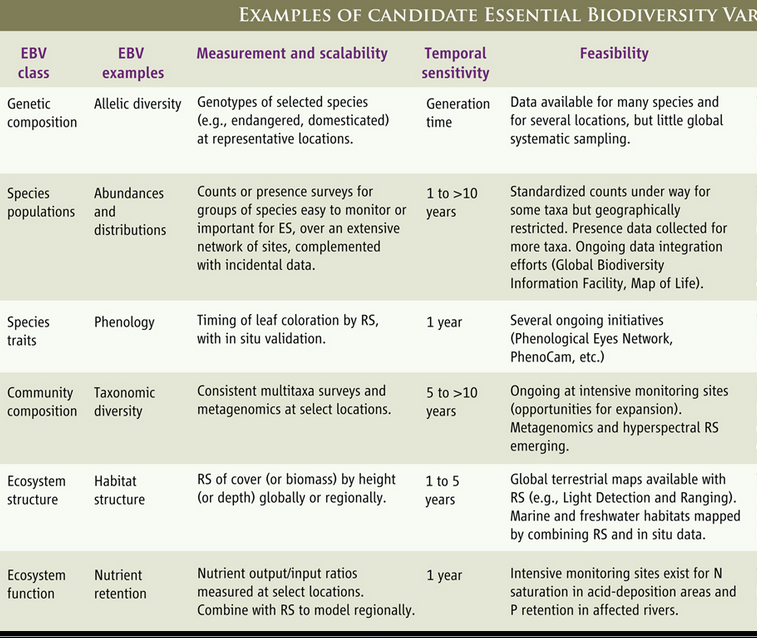 EXAMPLES OF CANDIDATE ESSENTIAL BIODIVERSITY VAR
EBV class
EBV examples
Measurement and scalability
Temporal sensitivity
Feasibility
Genetic
composition
Allelic diversity
Genotypes of selected species
(e.g., endangered, domesticated)
at representative locations.
Generation
time
Data available for many species and
for several locations, but little global
systematic sampling.
Species
populations
Abundances
and
distributions
Counts or presence surveys for
groups of species easy to monitor or
important for ES, over an extensive
network of sites, complemented
with incidental data.
1 to >10
years
Standardized counts under way for
some taxa but geographically
restricted. Presence data collected for
more taxa. Ongoing data integration
efforts (Global Biodiversity
Information Facility, Map of Life).
Species
traits
Phenology
Timing of leaf coloration by RS,
with in situ validation.
1 year
Several ongoing initiatives
(Phenological Eyes Network,
PhenoCam, etc.)
Community
composition
Taxonomic
diversity
Consistent multitaxa surveys and
metagenomics at select locations.
5 to >10
years
Ongoing at intensive monitoring sites
(opportunities for expansion).
Metagenomics and hyperspectral RS
emerging.
Ecosystem
structure
Habitat
structure
RS of cover (or biomass) by height
(or depth) globally or regionally.
1 to 5
years
Global terrestrial maps available with
RS (e.g., Light Detection and Ranging).
Marine and freshwater habitats mapped
by combining RS and in situ data.
Ecosystem
function
Nutrient
retention
Nutrient output/input ratios
measured at select locations.
Combine with RS to model regionally.
1 year
Intensive monitoring sites exist for N
saturation in acid-deposition areas and
P retention in affected rivers.